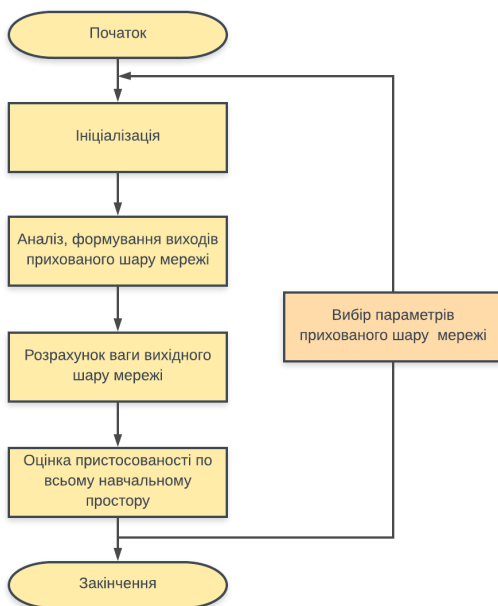 Початок
Ініціалізація
Аналіз, формування виходів
прихованого шару мережі
Вибір параметрів
прихованого шару мережі
Розрахунок ваги вихідного
шару мережі
Оцінка пристосованості по
всьому навчальному
простору
Закінчення